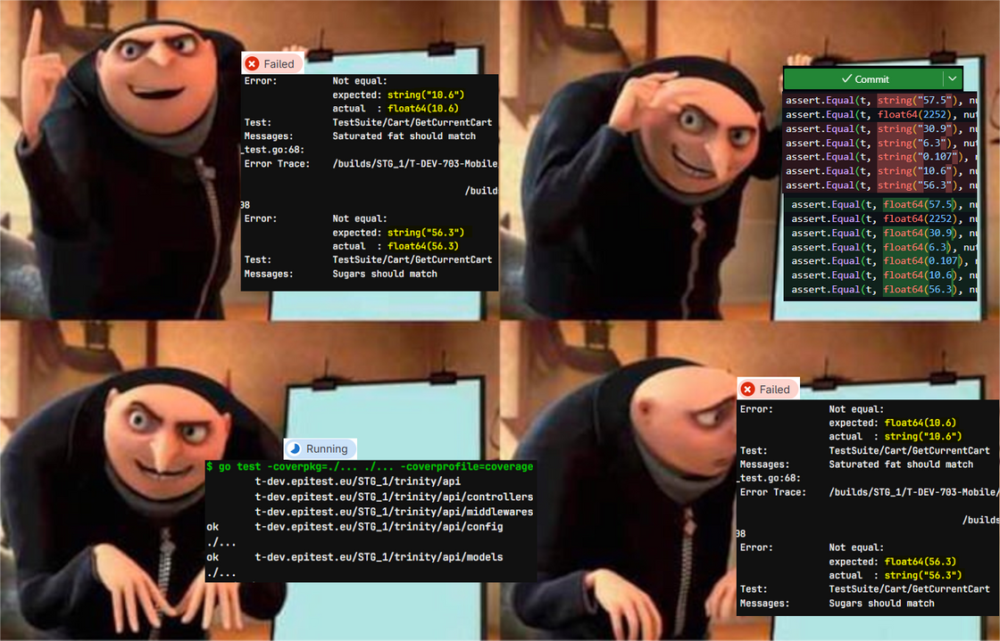 Failed
Error: Not equal:
expected: string("10.6")
actual : float64(10.6)
Test: TestSuite/Cart/GetCurrentCart
Messages: Saturated fat should match
_test.go:68:
Error Trace: /builds/STG_1/T-DEV-703-Mobile
/build
98
Error: Not equal:
expected: string("56.3")
actual : float64(56.3)
Test: TestSuite/Cart/GetCurrentCart
Messages: Sugars should match
Commit
assert.Equal(t, string("57.5"), nu
assert.Equal(t, float64(2252), nut
assert.Equal(t, string("30.9"), nu
assert.Equal(t, string("6.3"), nut
assert.Equal(t, string("0.107"), n
assert.Equal(t, string("10.6"), nu
assert.Equal(t, string("56.3"), nu
assert.Equal(t, float64(57.5), nu
assert.Equal(t, float64(2252), nu
assert.Equal(t, float64(30.9), nu
assert.Equal(t, float64(6.3), nut
assert.Equal(t, float64(0.107), n
assert.Equal(t, float64(10.6), nu
assert.Equal(t, float64(56.3), nu
Running
$ go test -coverpkg=./... ./... -coverprofile=coverage
t-dev.epitest.eu/STG_1/trinity/api
t-dev.epitest.eu/STG_1/trinity/api/controllers
t-dev.epitest.eu/STG_1/trinity/api/middlewares
ok t-dev.epitest.eu/STG_1/trinity/api/config
./...
ok t-dev.epitest.eu/STG_1/trinity/api/models
./...
Failed
Error: Not equal:
expected: float64(10.6)
actual : string("10.6")
Test: TestSuite/Cart/GetCurrentCart
Messages: Saturated fat should match
_test.go:68:
Error Trace: /builds/STG_1/T-DEV-703-Mobile/
/builds
98
Error: Not equal:
expected: float64(56.3)
actual : string("56.3")
Test: TestSuite/Cart/GetCurrentCart
Messages: Sugars should match